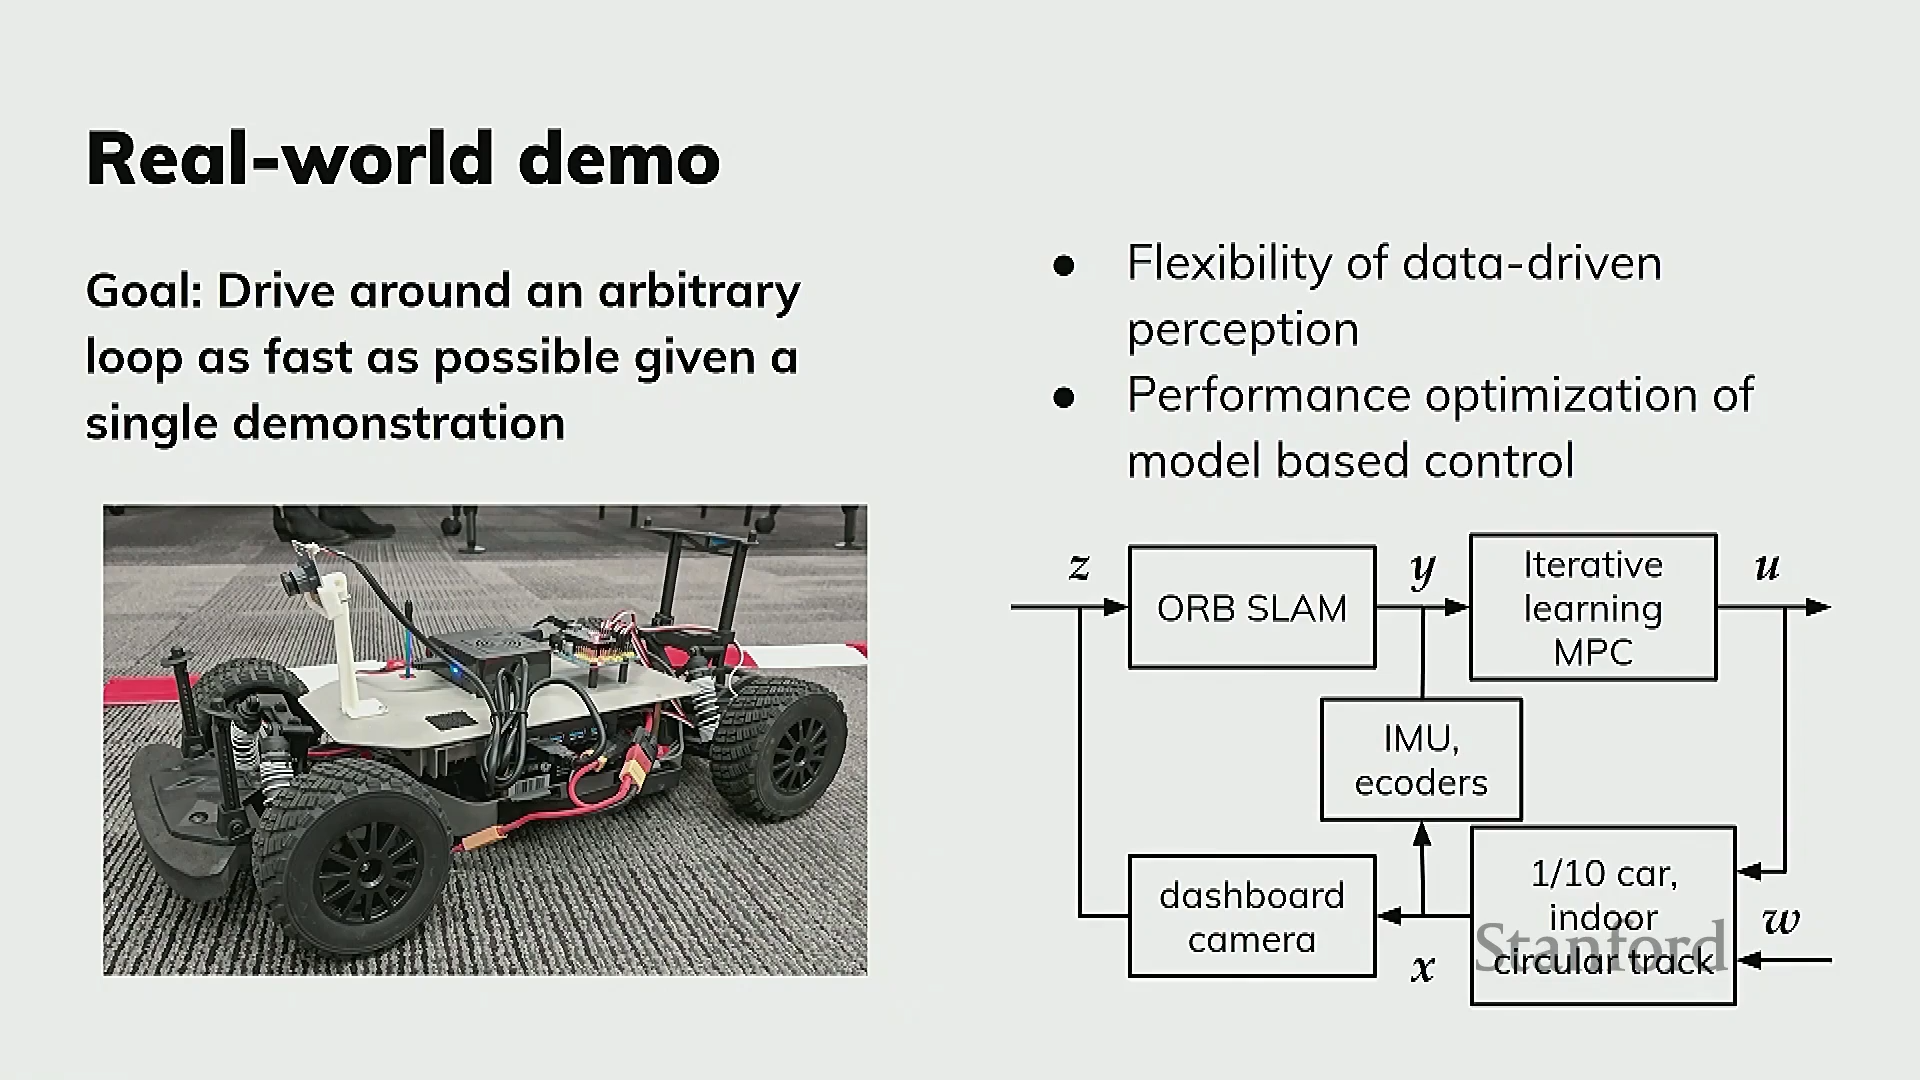 Real-world demo
Goal: Drive around an arbitrary
loop as fast as possible given a
single demonstration
● Flexibility of data-driven
perception
● Performance optimization of
model based control
z
ORB SLAM
y
Iterative
learning
MPC
u
IMU,
ecoders
dashboard
camera
x
1/10 car,
indoor
circular track
w
Stanford